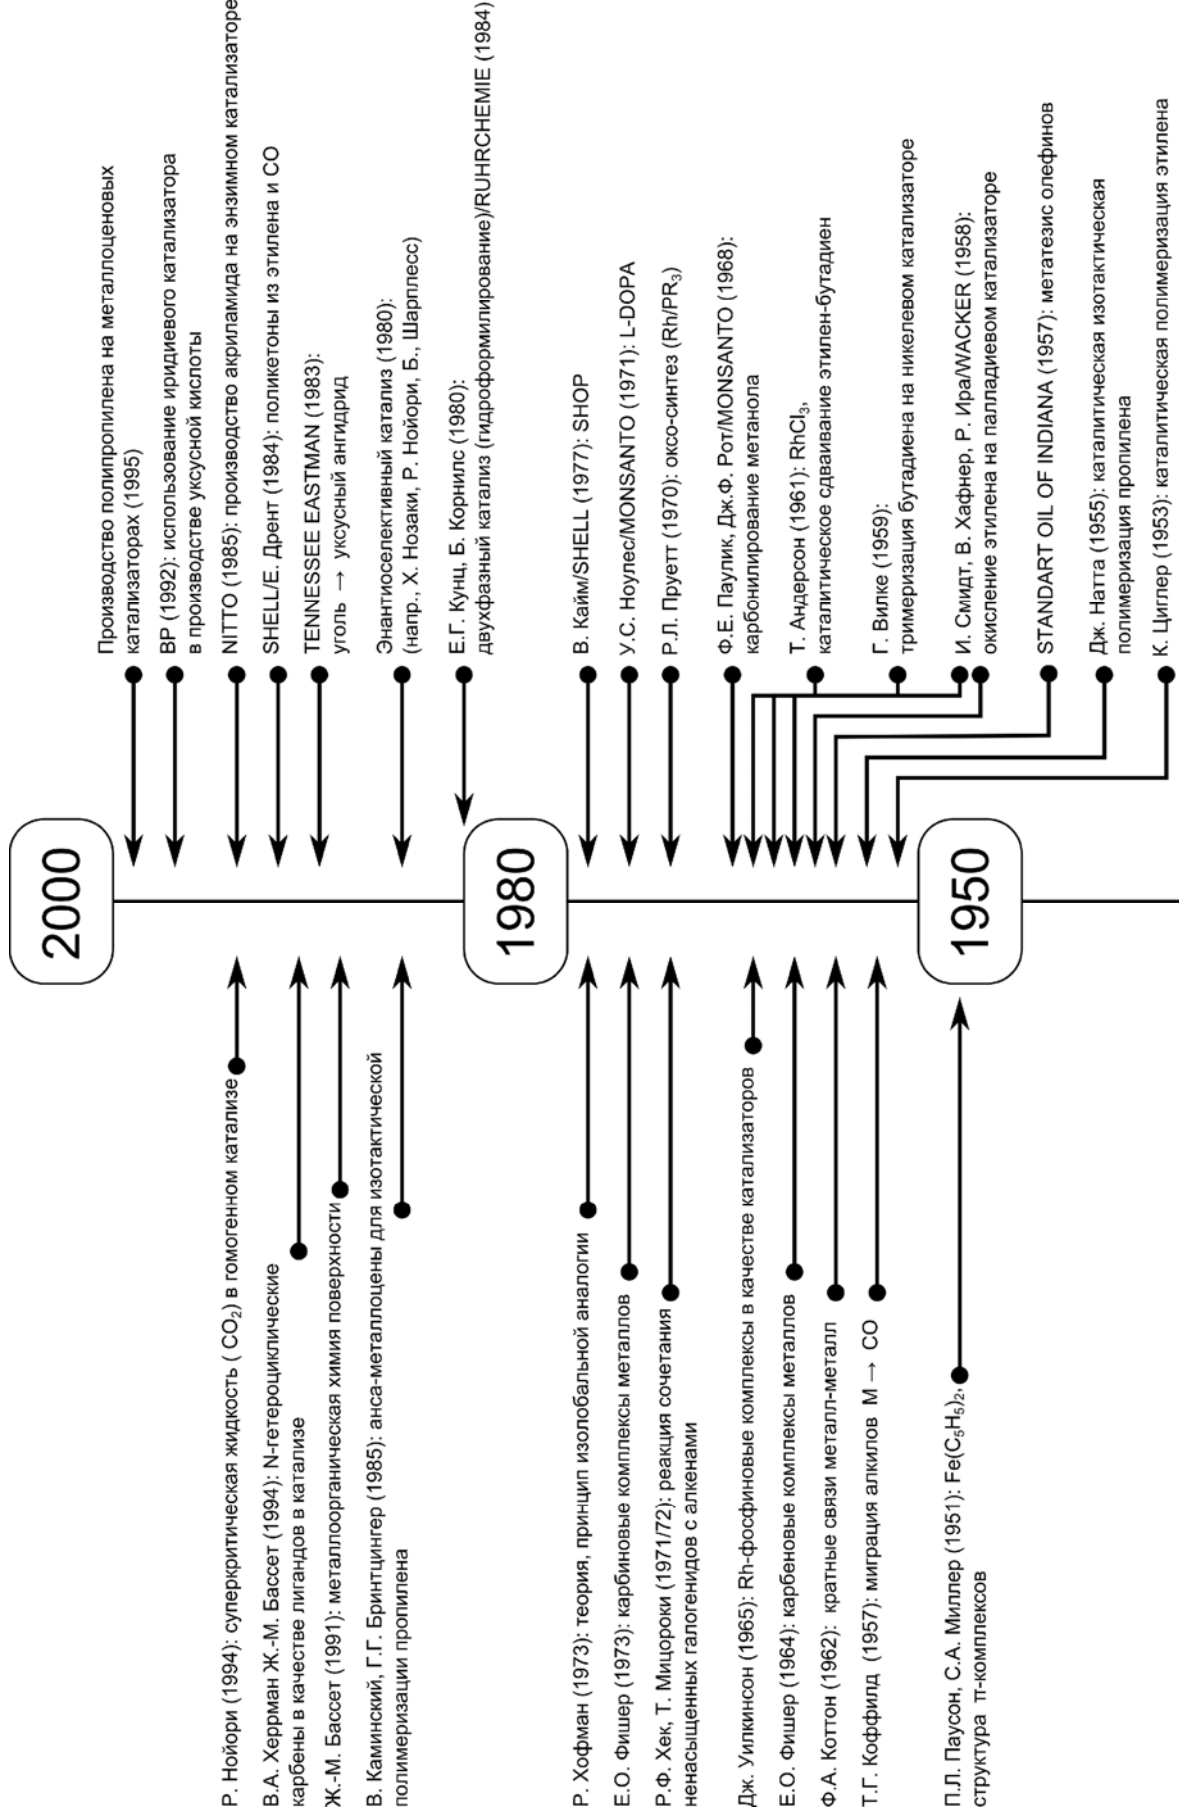 Производство полипропилена на металлоценовых
катализаторах (1995)
BP (1992): использование иридиевого катализатора
в производстве уксусной кислоты
NITTO (1985): производство акриламида на энзимном катализаторе
SHELL/Е. Дрент (1984): поликетоны из этилена и CO
TENNESSEE EASTMAN (1983):
уголь → уксусный ангидрид
Энантиоселективный катализ (1980):
(напр., Х. Нозаки, Р. Нойори, Б., Шарплесс)
Е.Г. Кунц, Б. Корнилс (1980):
двухфазный катализ (гидроформилирование)/RUHRCHEMIE (1984)
В. Кайм/SHELL (1977): SHOP
У.С. Ноулес/MONSANTO (1971): L-DOPA
Р.Л. Пруетт (1970): оксо-синтез (Rh/PR₃)
Ф.Е. Паулик, Дж.Ф. Рот/MONSANTO (1968):
карбонилирование метанола
Т. Андерсон (1961): RhCl₃,
каталитическое сдваивание этилен-бутадиен
Г. Вилке (1959):
тримеризация бутадиена на никелевом катализаторе
И. Смидт, В. Хафнер, Р. Ира/WACKER (1958):
окисление этилена на палладиевом катализаторе
STANDART OIL OF INDIANA (1957): метатезис олефинов
Дж. Натта (1955): каталитическая изотактическая
полимеризация пропилена
К. Циглер (1953): каталитическая полимеризация этилена
2000
1980
1950
Р. Нойори (1994): суперкритическая жидкость ( CO₂) в гомогенном катализе
В.А. Херрман Ж.-М. Бассет (1994): N-гетероциклические
карбены в качестве лигандов в катализе
Ж.-М. Бассет (1991): металлоорганическая химия поверхности
В. Каминский, Г.Г. Бринтцингер (1985): анса-металлоцены для изотактической
полимеризации пропилена
Р. Хофман (1973): теория, принцип изолобальной аналогии
Е.О. Фишер (1973): карбиновые комплексы металлов
Р.Ф. Хек, Т. Мицороки (1971/72): реакция сочетания
ненасыщенных галогенидов с алкенами
Дж. Уилкинсон (1965): Rh-фосфиновые комплексы в качестве катализаторов
Е.О. Фишер (1964): карбеновые комплексы металлов
Ф.А. Коттон (1962): кратные связи металл-металл
Т.Г. Коффилд (1957): миграция алкилов M → CO
П.Л. Паусон, С.А. Миллер (1951): Fe(C₅H₅)₂,
структура π-комплексов